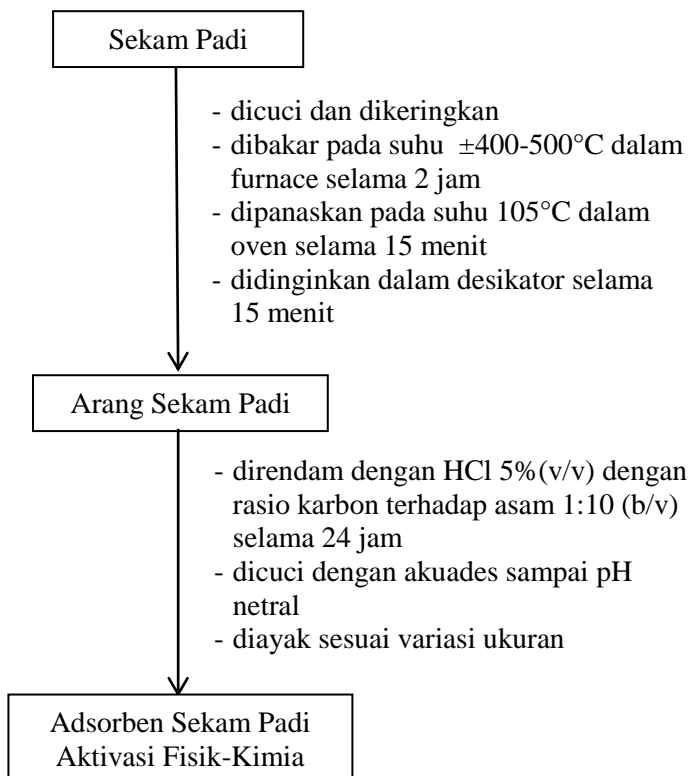 Sekam Padi
- dicuci dan dikeringkan
- dibakar pada suhu ±400-500°C dalam
furnace selama 2 jam
- dipanaskan pada suhu 105°C dalam
oven selama 15 menit
- didinginkan dalam desikator selama
15 menit
Arang Sekam Padi
- direndam dengan HCl 5%(v/v) dengan
rasio karbon terhadap asam 1:10 (b/v)
selama 24 jam
- dicuci dengan akuades sampai pH
netral
- diayak sesuai variasi ukuran
Adsorben Sekam Padi
Aktivasi Fisik-Kimia